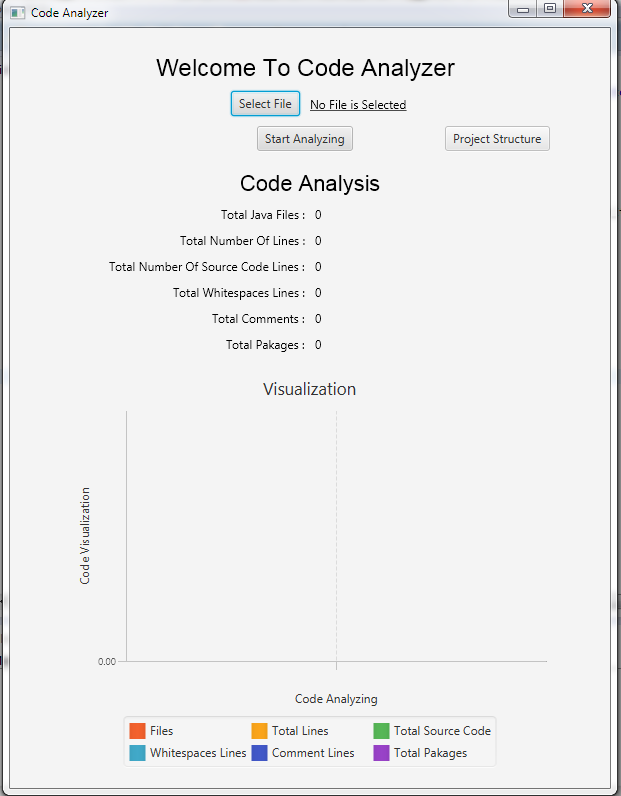 Code Analyzer
Welcome To Code Analyzer
Select File No File is Selected
Start Analyzing Project Structure
Code Analysis
Total Java Files : 0
Total Number Of Lines : 0
Total Number Of Source Code Lines : 0
Total Whitespaces Lines : 0
Total Comments : 0
Total Pakages : 0
Visualization
Code Visualization
0.00
Code Analyzing
Files Total Lines Total Source Code
Whitespaces Lines Comment Lines Total Pakages